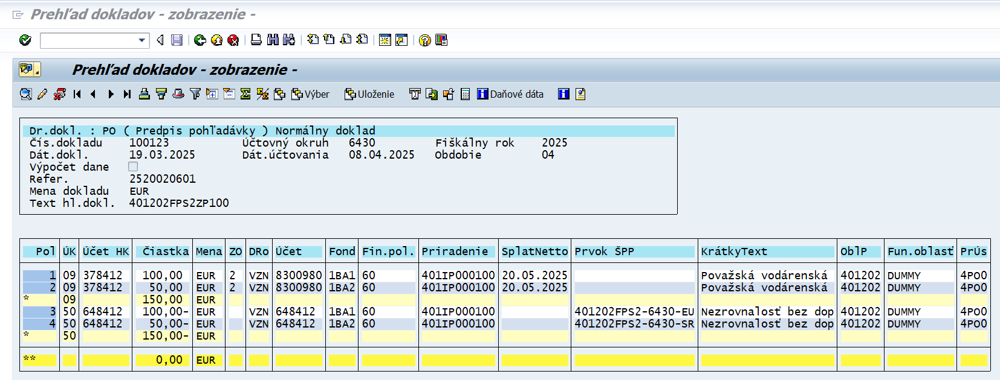 Prehľad dokladov - zobrazenie -
Prehľad dokladov - zobrazenie -
Výber Uloženie Daňové dáta
Dr.dokl. : PO ( Predpis pohľadávky ) Normálny doklad
Čís.dokladu 100123 Účtovný okruh 6430 Fiškálny rok 2025
Dát.dokl. 19.03.2025 Dát.účtovania 08.04.2025 Obdobie 04
Výpočet dane
Refer. 2520020601
Mena dokladu EUR
Text hl.dokl. 401202FPS2ZP100
Pol ÚK Účet HK Čiastka Mena ZO DRo Účet Fond Fin.pol. Priradenie SplatNetto Prvok ŠPP KrátkyText OblP Fun.oblasť PrÚs
1 09 378412 100,00 EUR 2 VZN 8300980 1BA1 60 401IP000100 20.05.2025 Považská vodárenská 401202 DUMMY 4PO0
2 09 378412 50,00 EUR 2 VZN 8300980 1BA2 60 401IP000100 20.05.2025 Považská vodárenská 401202 DUMMY 4PO0
* 09 150,00 EUR
3 50 648412 100,00- EUR VZN 648412 1BA1 60 401IP000100 401202FPS2-6430-EU Nezrovnalosť bez dop 401202 DUMMY 4PO0
4 50 648412 50,00- EUR VZN 648412 1BA2 60 401IP000100 401202FPS2-6430-SR Nezrovnalosť bez dop 401202 DUMMY 4PO0
* 50 150,00- EUR
** 0,00 EUR